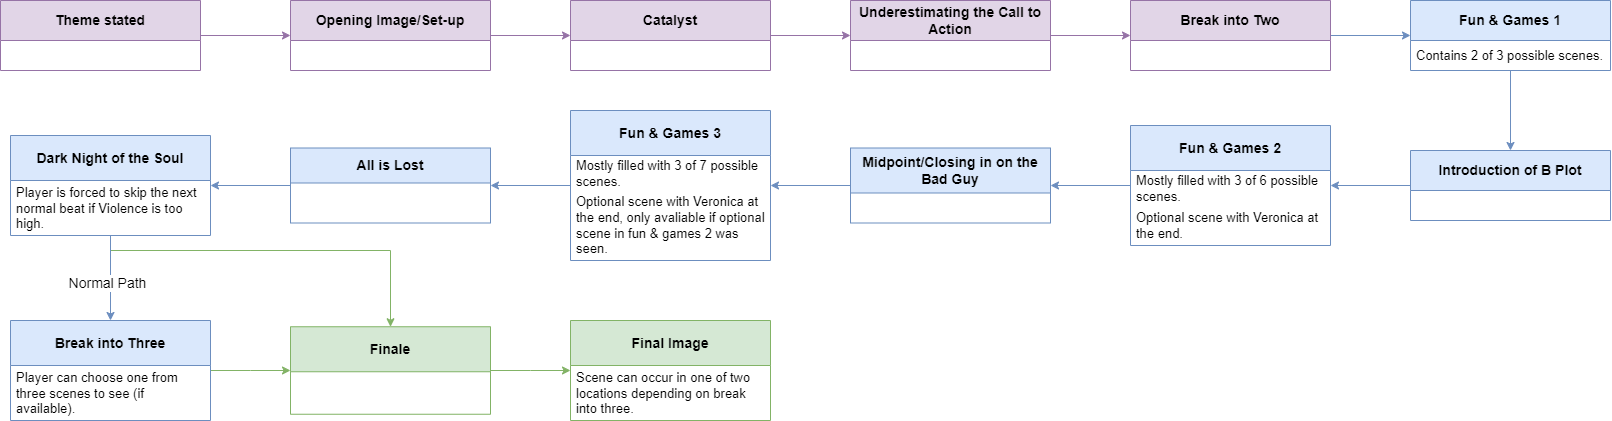 Theme stated
Opening Image/Set-up
Catalyst
Underestimating the Call to
Action
Break into Two
Fun & Games 1
Contains 2 of 3 possible scenes.
Introduction of B Plot
Fun & Games 2
Mostly filled with 3 of 6 possible
scenes.
Optional scene with Veronica at
the end.
Midpoint/Closing in on the
Bad Guy
Fun & Games 3
Mostly filled with 3 of 7 possible
scenes.
Optional scene with Veronica at
the end, only avaliable if optional
scene in fun & games 2 was
seen.
All is Lost
Dark Night of the Soul
Player is forced to skip the next
normal beat if Violence is too
high.
Normal Path
Break into Three
Player can choose one from
three scenes to see (if
available).
Finale
Final Image
Scene can occur in one of two
locations depending on break
into three.